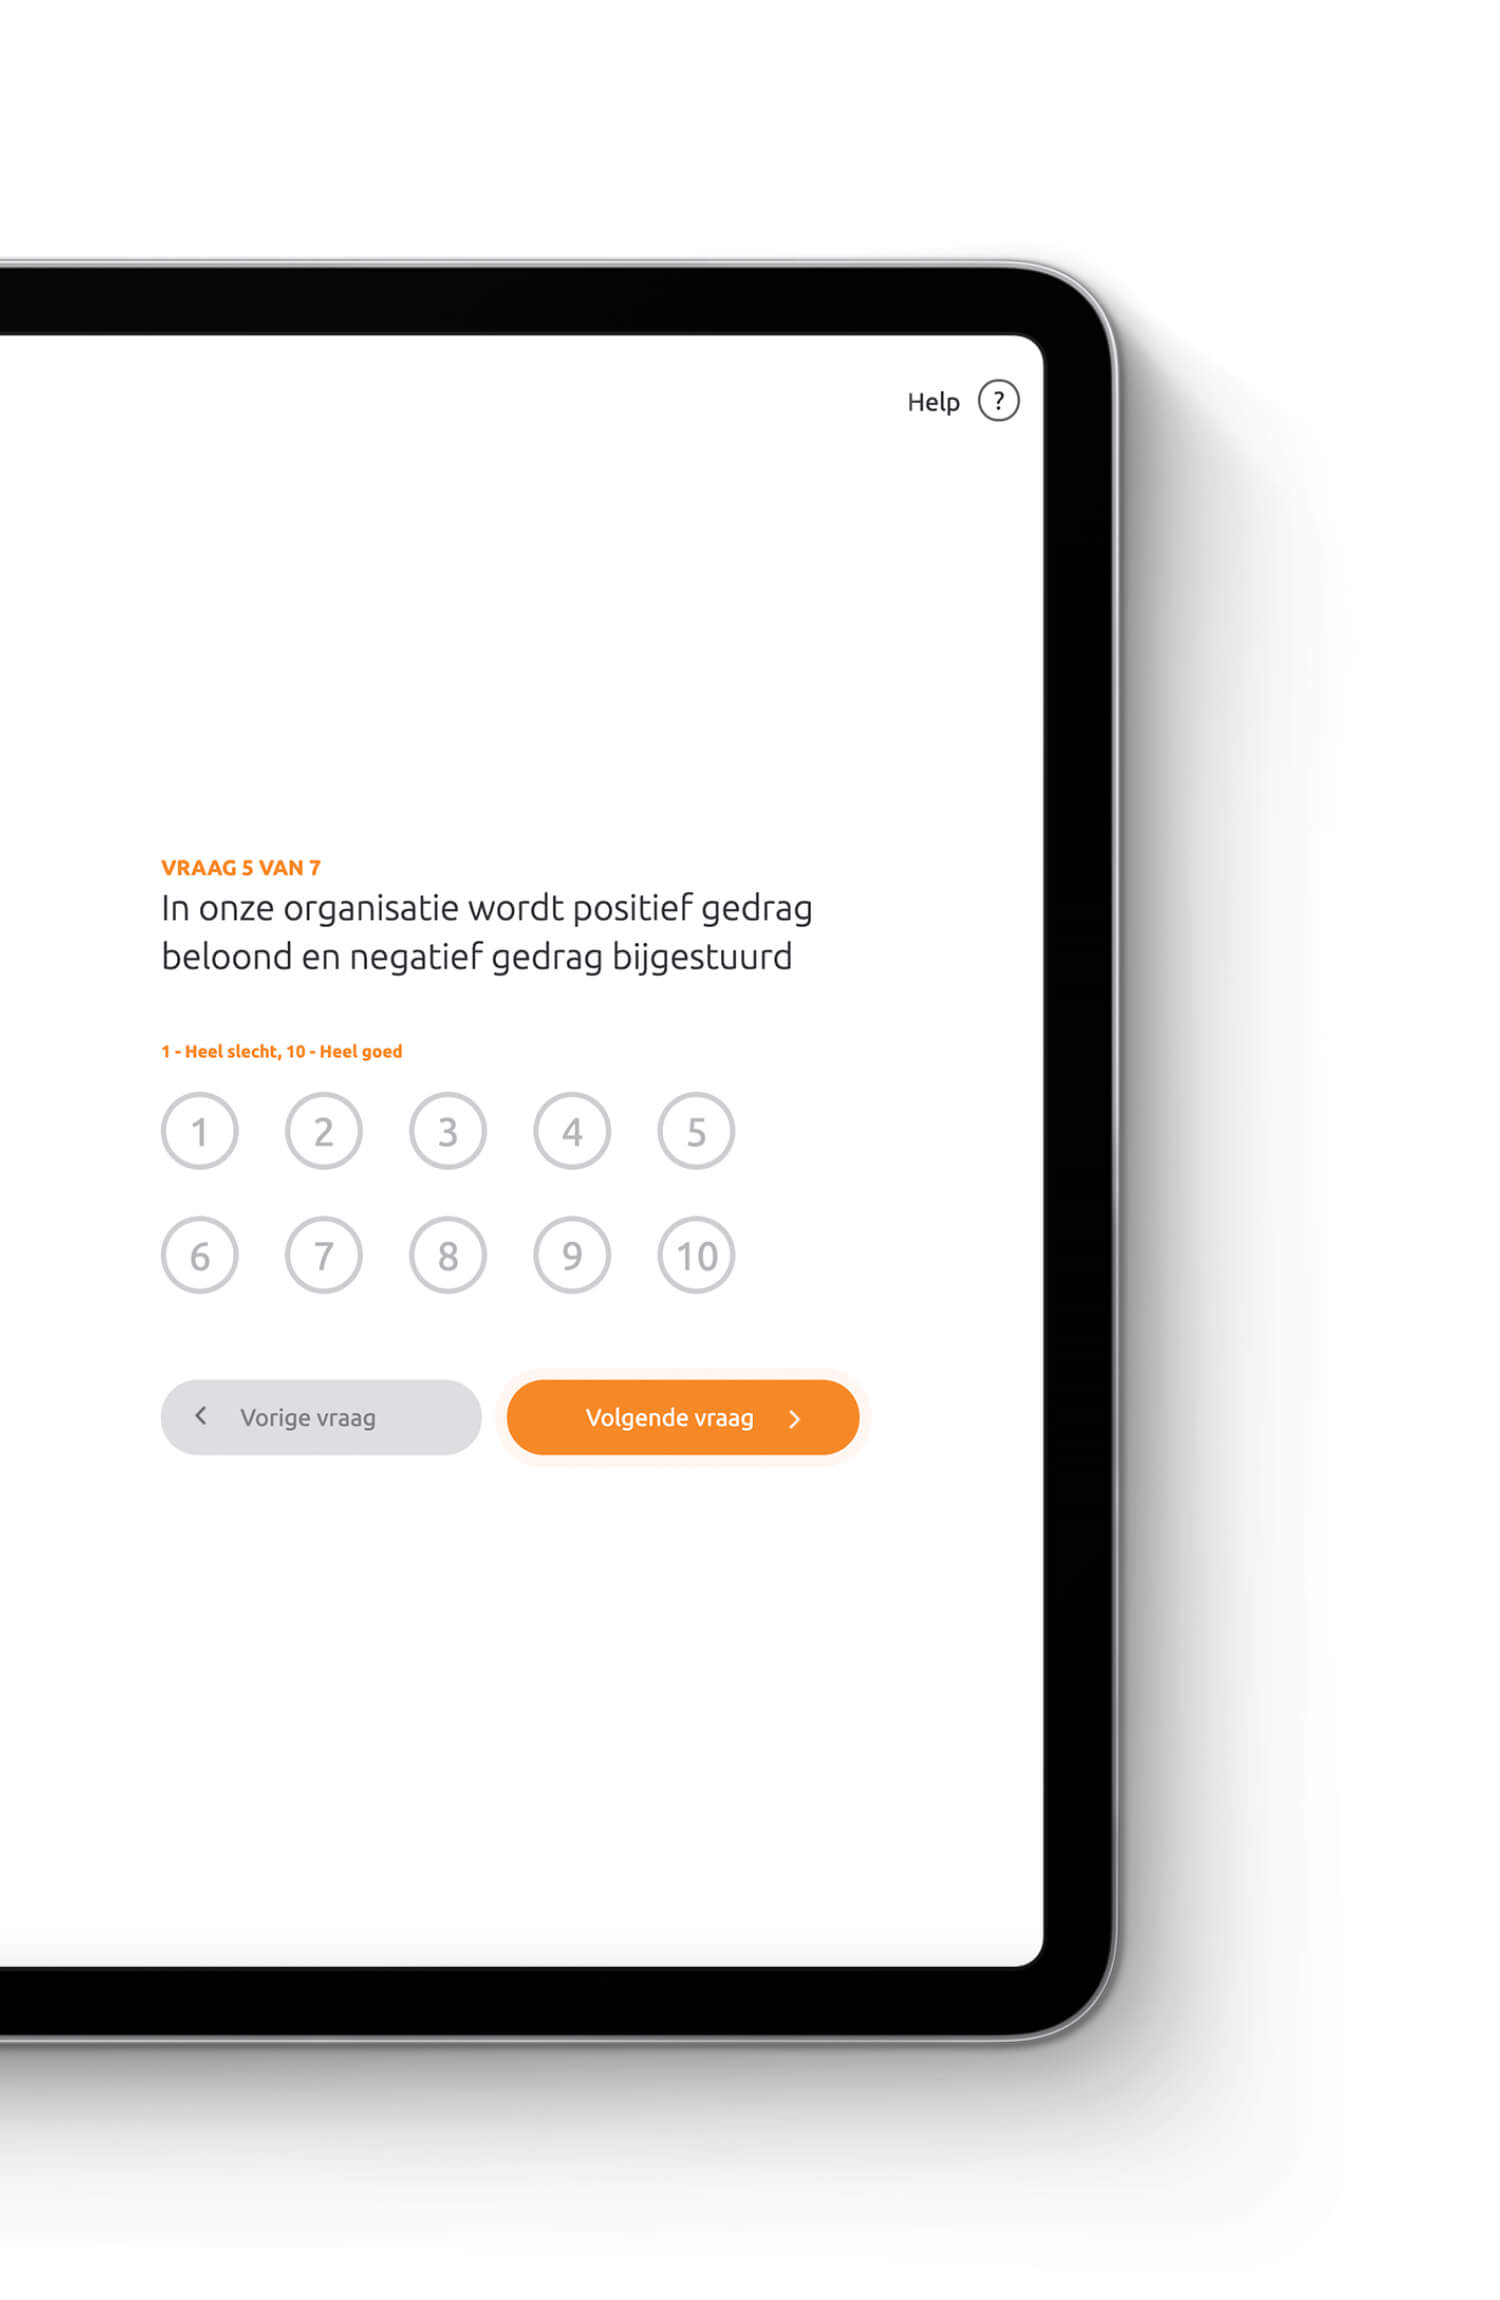 Help ?
VRAAG 5 VAN 7
In onze organisatie wordt positief gedrag
beloond en negatief gedrag bijgestuurd
1 - Heel slecht, 10 - Heel goed
1 2 3 4 5
6 7 8 9 10
Vorige vraag Volgende vraag